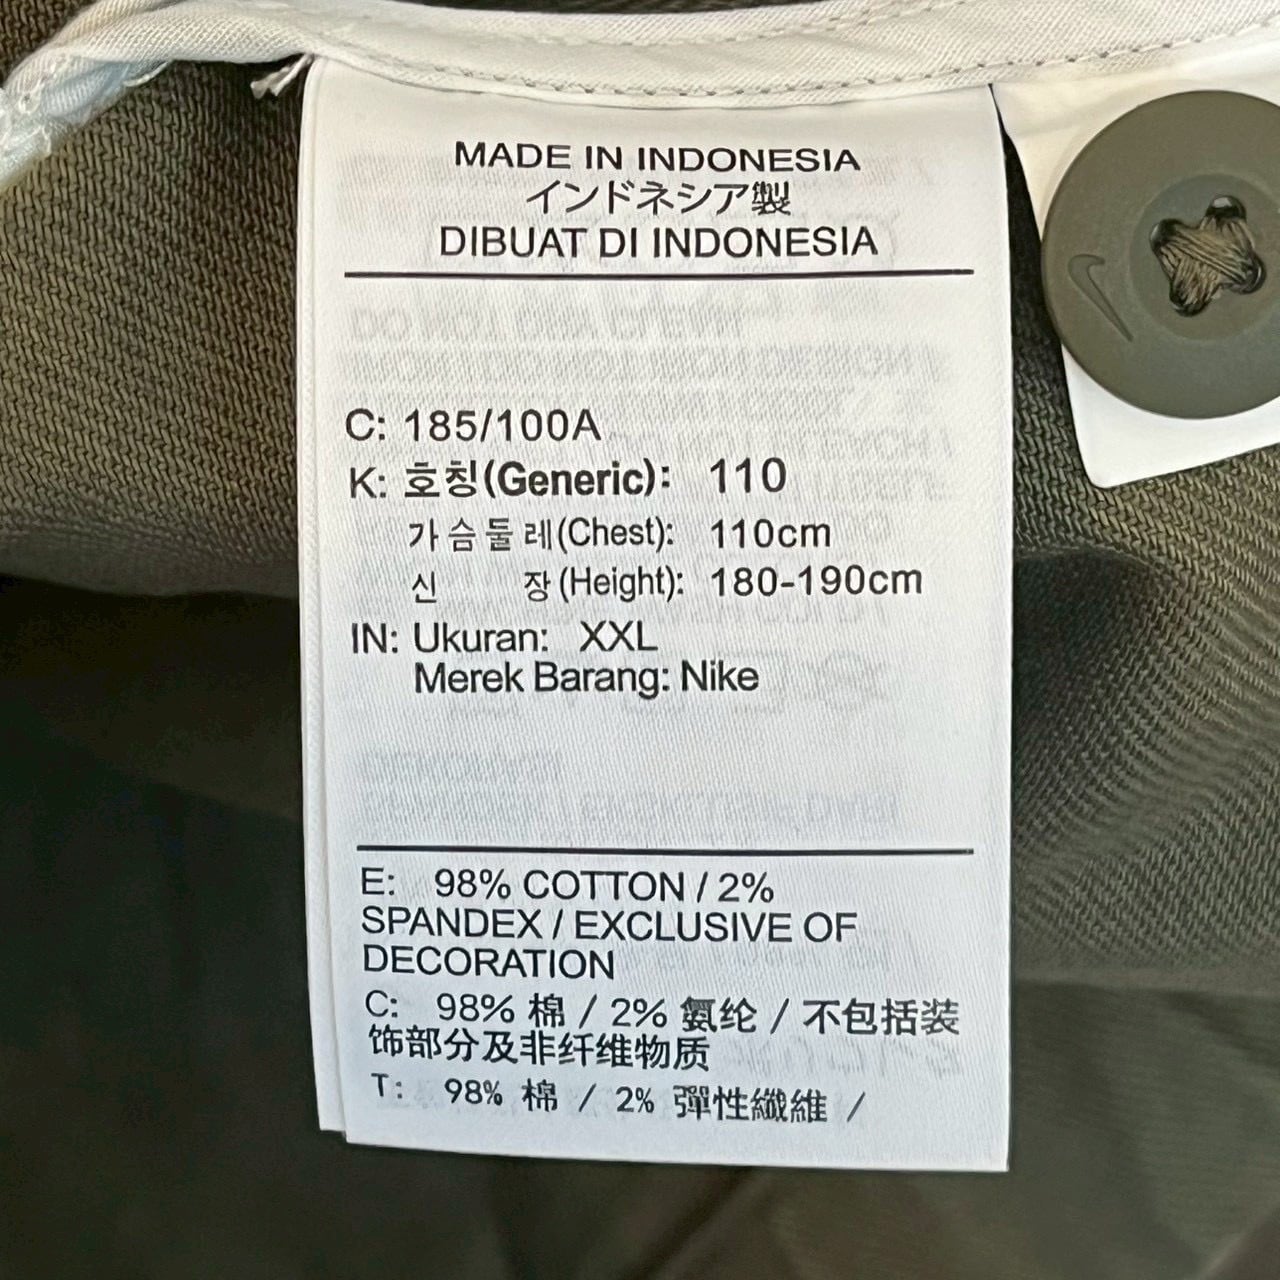 MADE IN INDONESIA
インドネシア製
DIBUAT DI INDONESIA
C: 185/100A
K: 호칭(Generic): 110
가슴둘레(Chest): 110cm
신 장(Height): 180-190cm
IN: Ukuran: XXL
Merek Barang: Nike
E: 98% COTTON / 2%
SPANDEX / EXCLUSIVE OF
DECORATION
C: 98% 棉 / 2% 氨纶 / 不包括装
饰部分及非纤维物质
T: 98% 棉 / 2% 彈性纖維 /